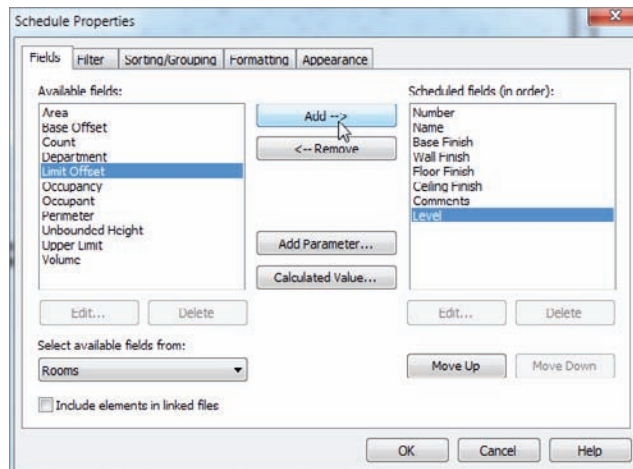 Schedule Properties
Fields Filter Sorting/Grouping Formatting Appearance
Available fields:
Area
Base Offset
Count
Department
Limit Offset
Occupancy
Occupant
Perimeter
Unbounded Height
Upper Limit
Volume
Add -->
<-- Remove
Add Parameter...
Calculated Value...
Scheduled fields (in order):
Number
Name
Base Finish
Wall Finish
Floor Finish
Ceiling Finish
Comments
Level
Edit... Delete
Edit... Delete
Select available fields from:
Rooms
Move Up Move Down
Include elements in linked files
OK Cancel Help